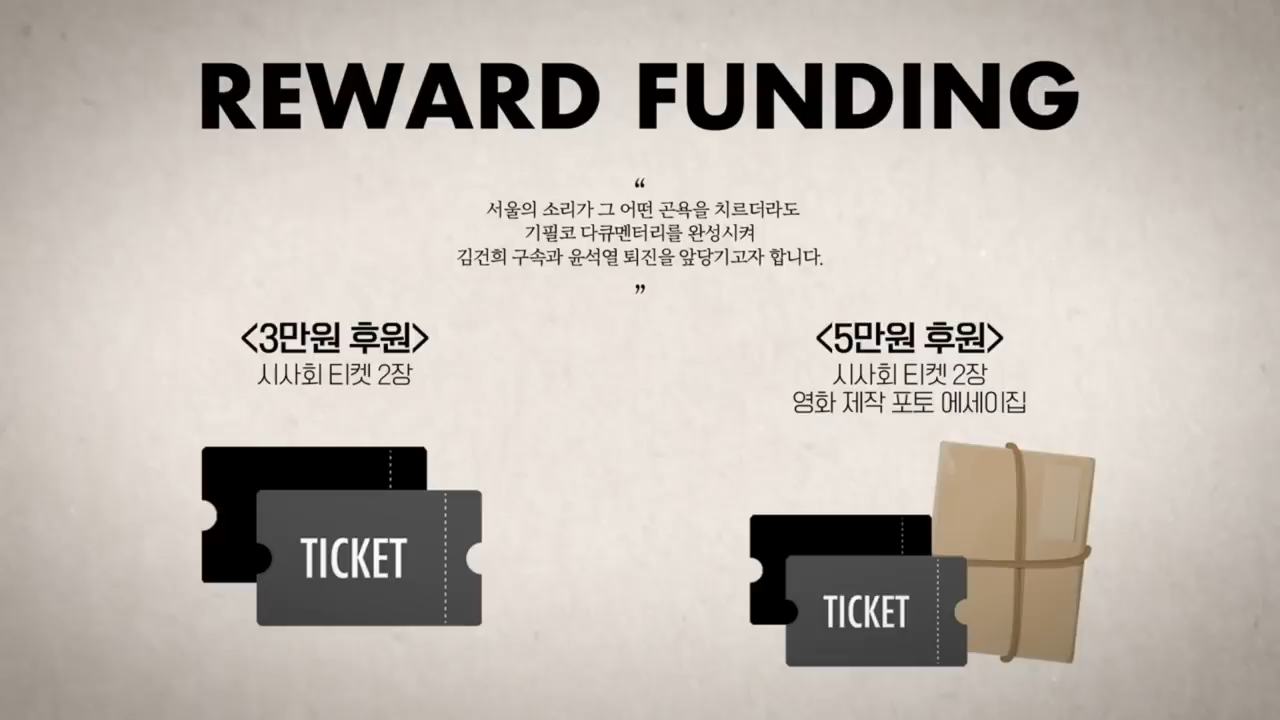 REWARD FUNDING
“
서울의 소리가 그 어떤 곤욕을 치르더라도
기필코 다큐멘터리를 완성시켜
김건희 구속과 윤석열 퇴진을 앞당기고자 합니다.
”
<3만원 후원>
시사회 티켓 2장
<5만원 후원>
시사회 티켓 2장
영화 제작 포토 에세이집
TICKET
TICKET